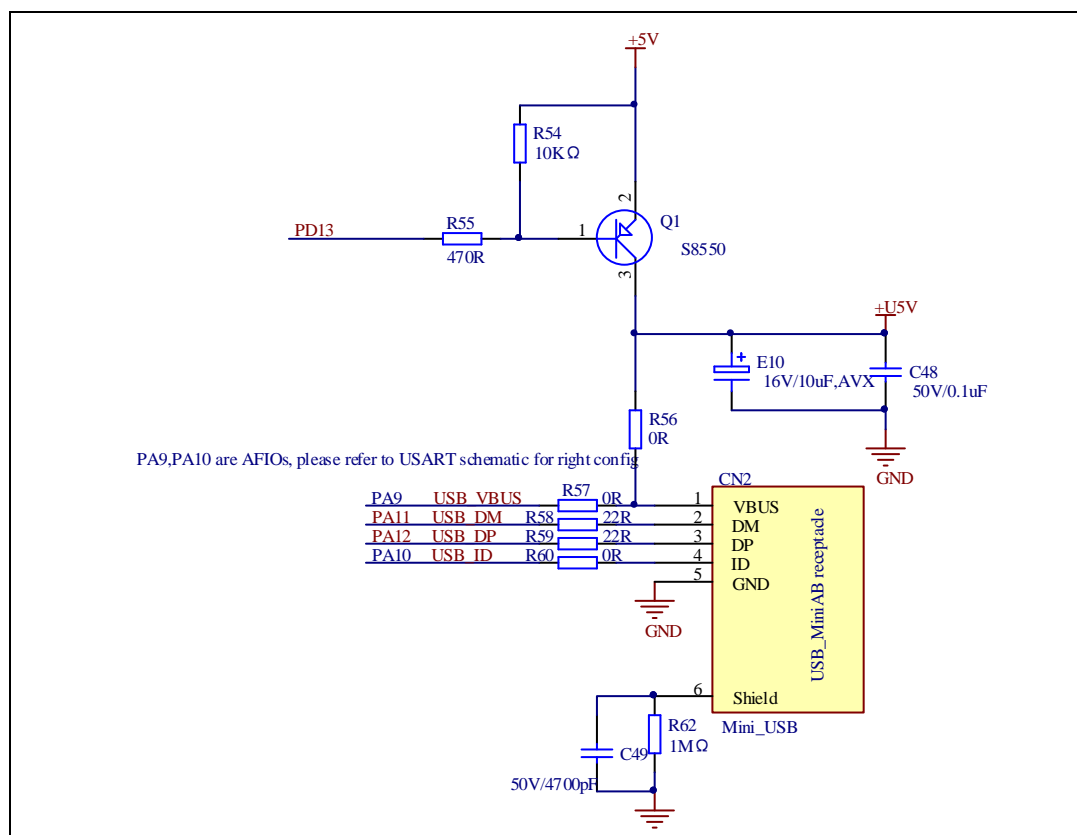 +5V
R54
10KΩ
2
Q1
PD13
R55
1
S8550
470R
3
+U5V
E10
16V/10uF,AVX
C48
50V/0.1uF
R56
0R
PA9,PA10 are AFIOs, please refer to USART schematic for right config
GND
CN2
PA9 USB_VBUS R57 0R 1 VBUS
PA11 USB_DM R58 22R 2 DM
PA12 USB_DP R59 22R 3 DP
PA10 USB_ID R60 0R 4 ID
5 GND
GND
USB_MiniAB receptacle
6 Shield
Mini_USB
R62
1MΩ
C49
50V/4700pF